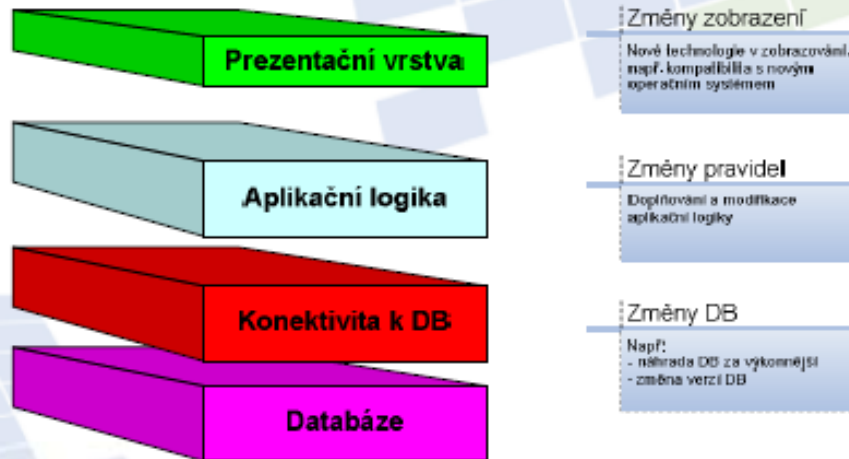 Prezentační vrstva
Aplikační logika
Konektivita k DB
Databáze
Změny zobrazení
Nové technologie v zobrazování,
např. kompatibilita s novým
operačním systémem
Změny pravidel
Doplňování a modifikace
aplikační logiky
Změny DB
Např:
- náhrada DB za výkonnější
- změna verzí DB